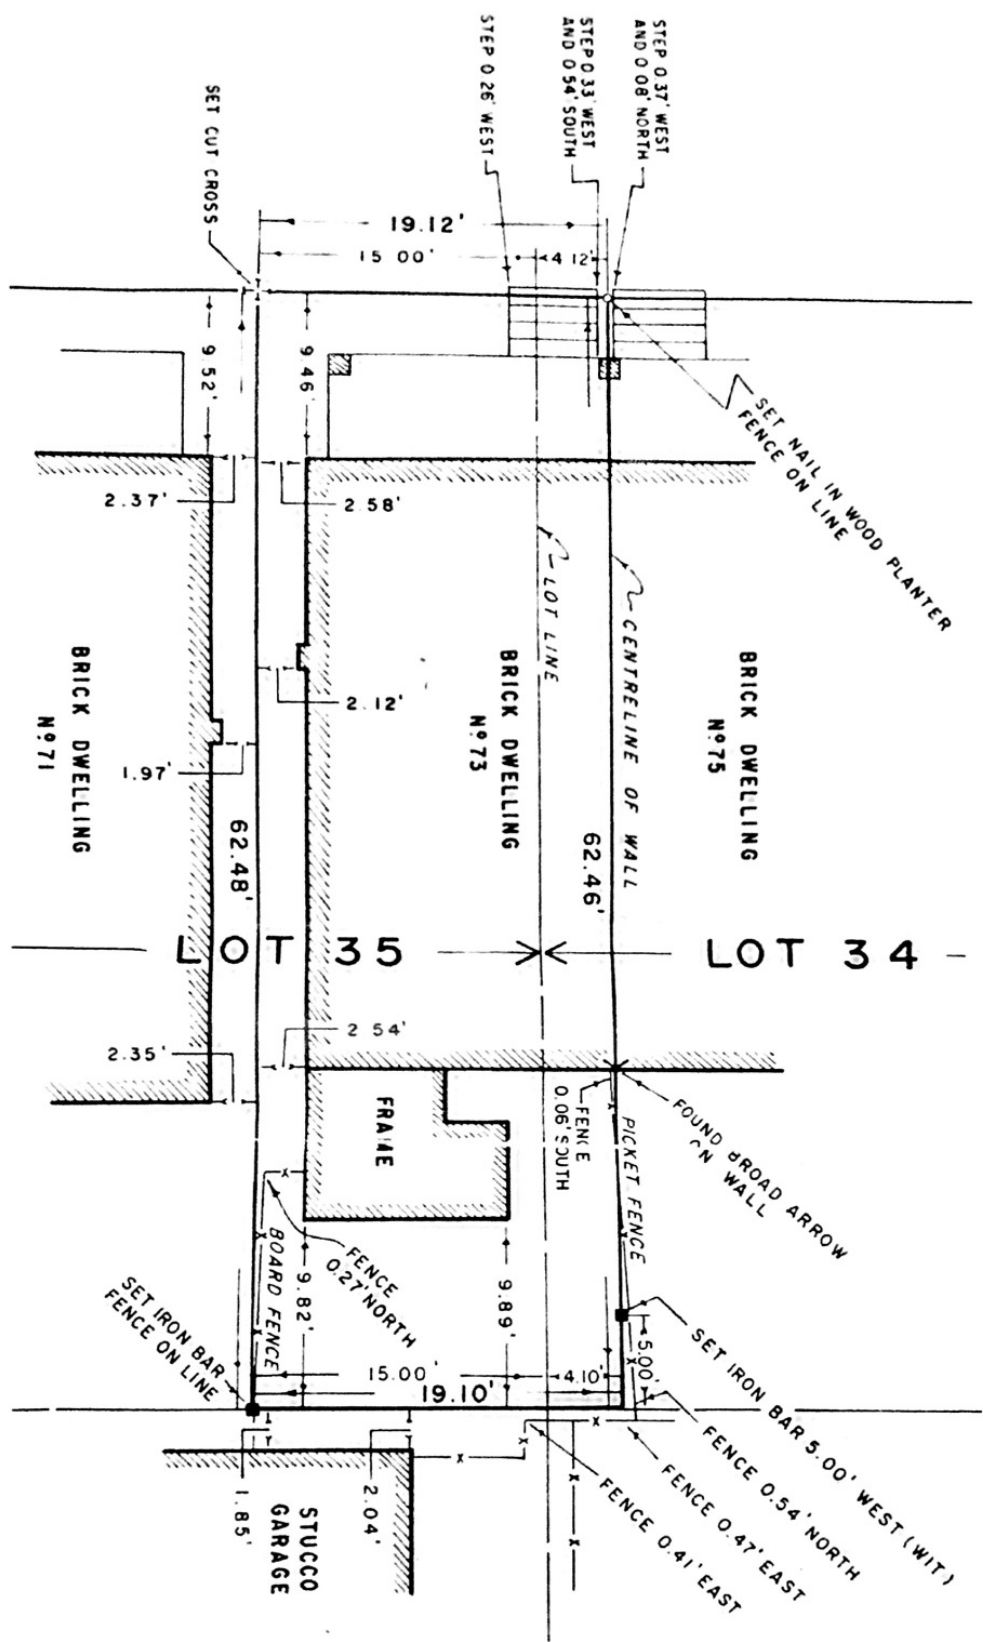 STEP 0.37' WEST
AND 0.08' NORTH
STEP 0.33' WEST
AND 0.54' SOUTH
STEP 0.26' WEST
SET CUT CROSS
19.12'
15.00'
4.12'
9.52'
9.46'
SET NAIL IN WOOD PLANTER
FENCE ON LINE
2.37'
2.58'
LOT LINE
CENTRELINE OF WALL
BRICK DWELLING
Nº 71
BRICK DWELLING
Nº 73
BRICK DWELLING
Nº 75
2.12'
1.97'
62.48'
62.46'
LOT 35
LOT 34
2.54'
2.35'
FRAME
FENCE
0.06' SOUTH
PICKET FENCE
FOUND BROAD ARROW
ON WALL
BOARD FENCE
FENCE
0.27' NORTH
9.82'
9.89'
SET IRON BAR
FENCE ON LINE
15.00'
4.10'
19.10'
5.00'
SET IRON BAR 5.00' WEST (WIT.)
FENCE 0.54' NORTH
FENCE 0.47' EAST
FENCE 0.41' EAST
1.85'
2.04'
STUCCO
GARAGE